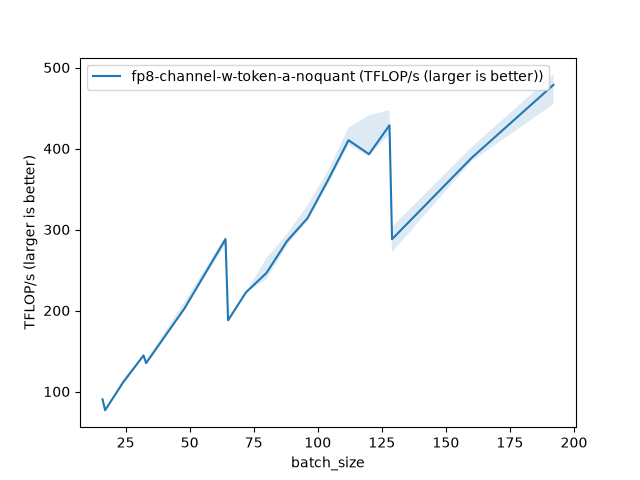 fp8-channel-w-token-a-noquant (TFLOP/s (larger is better))
TFLOP/s (larger is better)
500
400
300
200
100
25 50 75 100 125 150 175 200
batch_size